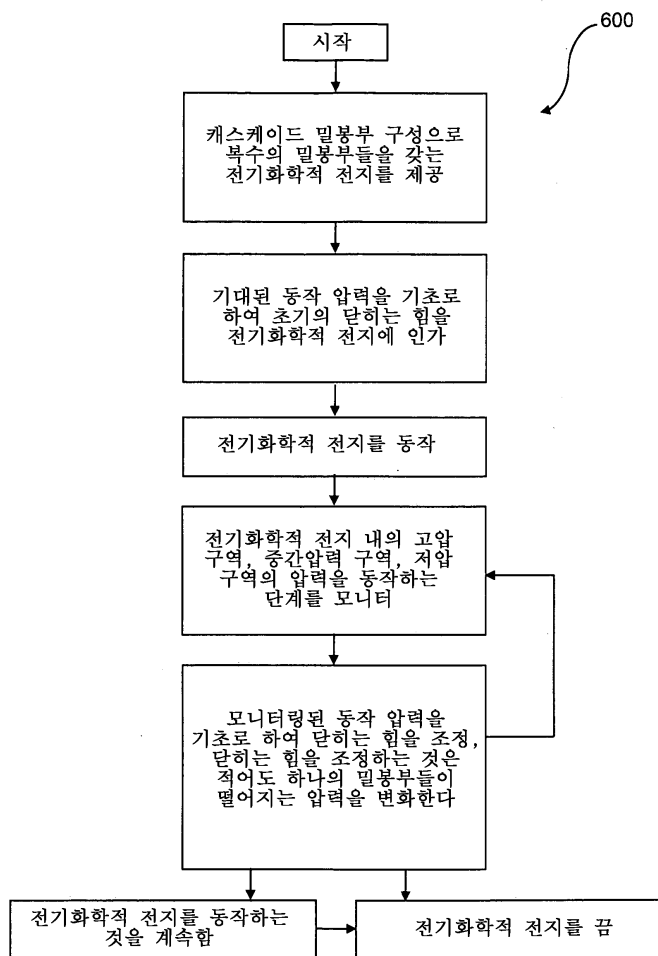 600
시작
캐스케이드 밀봉부 구성으로
복수의 밀봉부들을 갖는
전기화학적 전지를 제공
기대된 동작 압력을 기초로
하여 초기의 닫히는 힘을
전기화학적 전지에 인가
전기화학적 전지를 동작
전기화학적 전지 내의 고압
구역, 중간압력 구역, 저압
구역의 압력을 동작하는
단계를 모니터
모니터링된 동작 압력을
기초로 하여 닫히는 힘을 조정,
닫히는 힘을 조정하는 것은
적어도 하나의 밀봉부들이
떨어지는 압력을 변화한다
전기화학적 전지를 동작하는
것을 계속함
전기화학적 전지를 끔